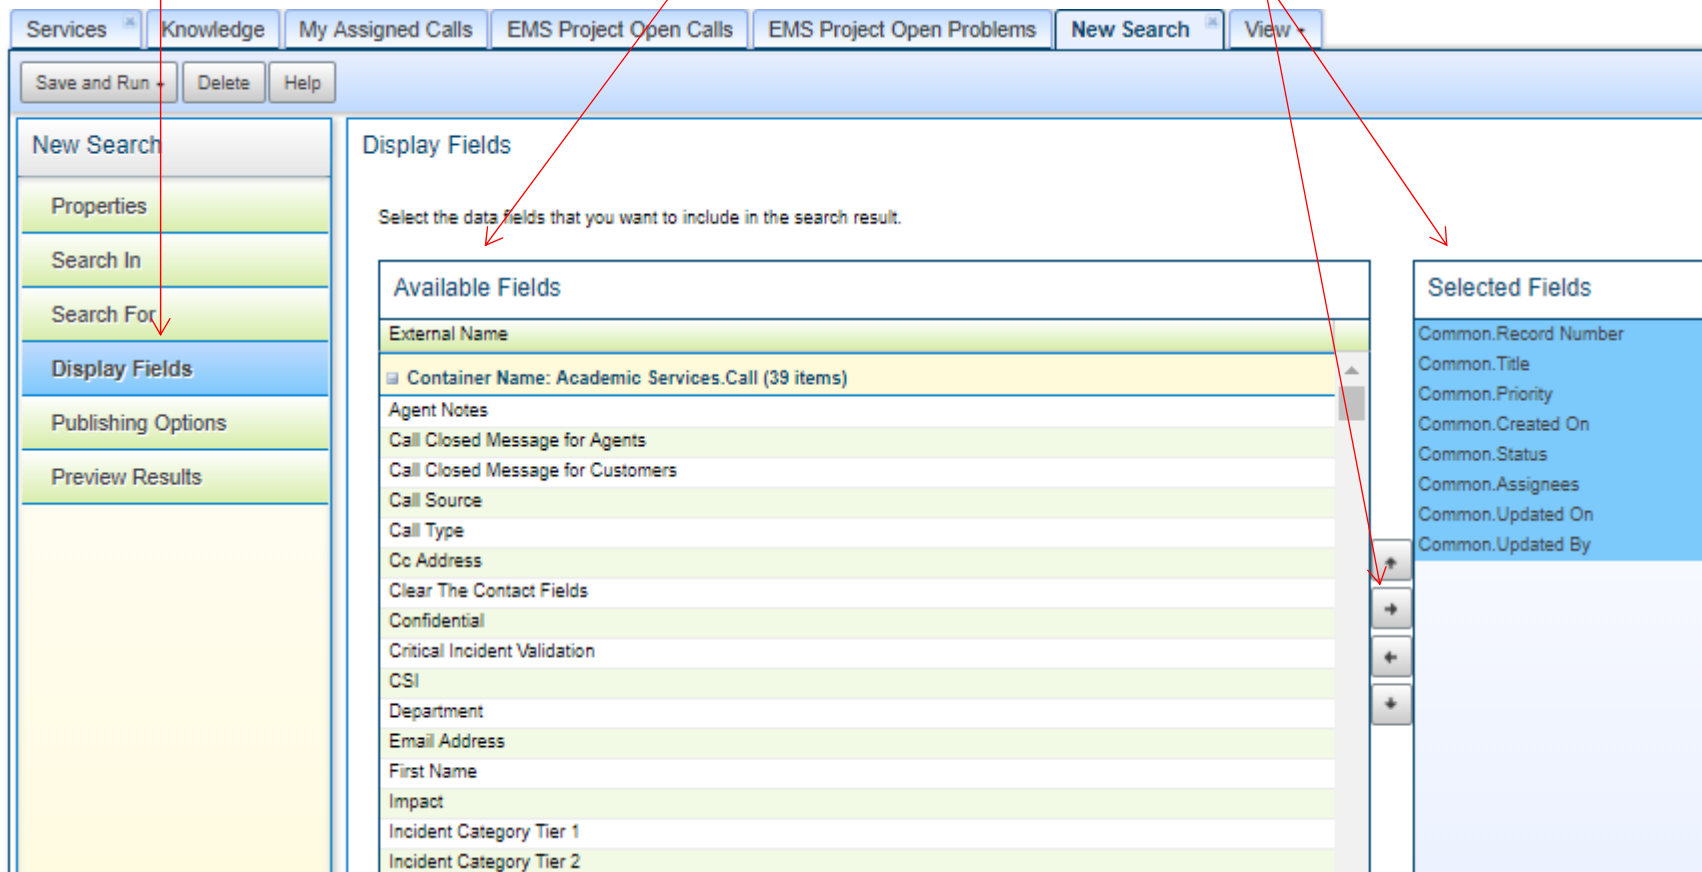 Services Knowledge My Assigned Calls EMS Project Open Calls EMS Project Open Problems New Search View
Save and Run Delete Help
New Search
Properties
Search In
Search For
Display Fields
Publishing Options
Preview Results
Display Fields
Select the data fields that you want to include in the search result.
Available Fields
External Name
Container Name: Academic Services.Call (39 items)
Agent Notes
Call Closed Message for Agents
Call Closed Message for Customers
Call Source
Call Type
Cc Address
Clear The Contact Fields
Confidential
Critical Incident Validation
CSI
Department
Email Address
First Name
Impact
Incident Category Tier 1
Incident Category Tier 2
Selected Fields
Common.Record Number
Common.Title
Common.Priority
Common.Created On
Common.Status
Common.Assignees
Common.Updated On
Common.Updated By